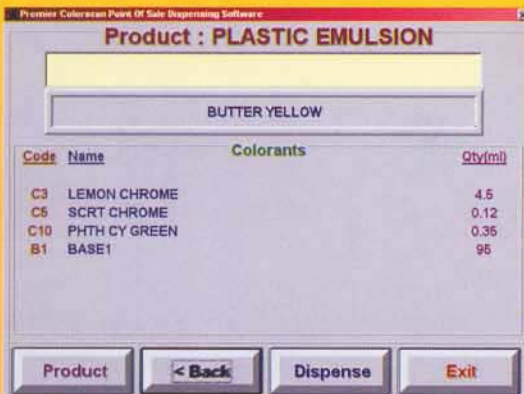 Premier Colorscan Point Of Sale Dispensing Software
Product : PLASTIC EMULSION
BUTTER YELLOW
Colorants
Code Name Qty(ml)
C3 LEMON CHROME 4.5
C5 SCRT CHROME 0.12
C10 PHTH CY GREEN 0.35
B1 BASE1 95
Product < Back Dispense Exit